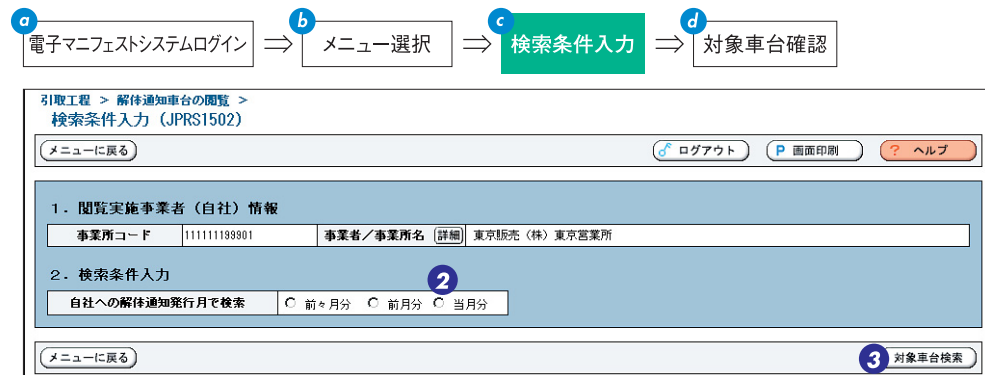 a b c d
電子マニフェストシステムログイン ⇒ メニュー選択 ⇒ 検索条件入力 ⇒ 対象車台確認
引取工程 > 解体通知車台の閲覧 >
検索条件入力（JPRS1502）
メニューに戻る ログアウト P 画面印刷 ? ヘルプ
1．閲覧実施事業者（自社）情報
事業所コード 111111199901 事業者／事業所名 詳細 東京販売（株）東京営業所
2．検索条件入力
2
自社への解体通知発行月で検索 前々月分 前月分 当月分
メニューに戻る 3 対象車台検索